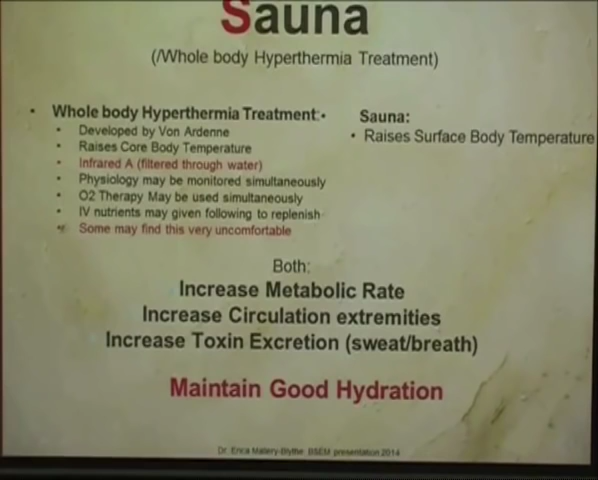 Sauna
(/Whole body Hyperthermia Treatment)
• Whole body Hyperthermia Treatment:
• Developed by Von Ardenne
• Raises Core Body Temperature
• Infrared A (filtered through water)
• Physiology may be monitored simultaneously
• O2 Therapy May be used simultaneously
• IV nutrients may given following to replenish
• Some may find this very uncomfortable
• Sauna:
• Raises Surface Body Temperature
Both:
Increase Metabolic Rate
Increase Circulation extremities
Increase Toxin Excretion (sweat/breath)
Maintain Good Hydration
Dr. Erica Mallery-Blythe BSEM presentation 2014